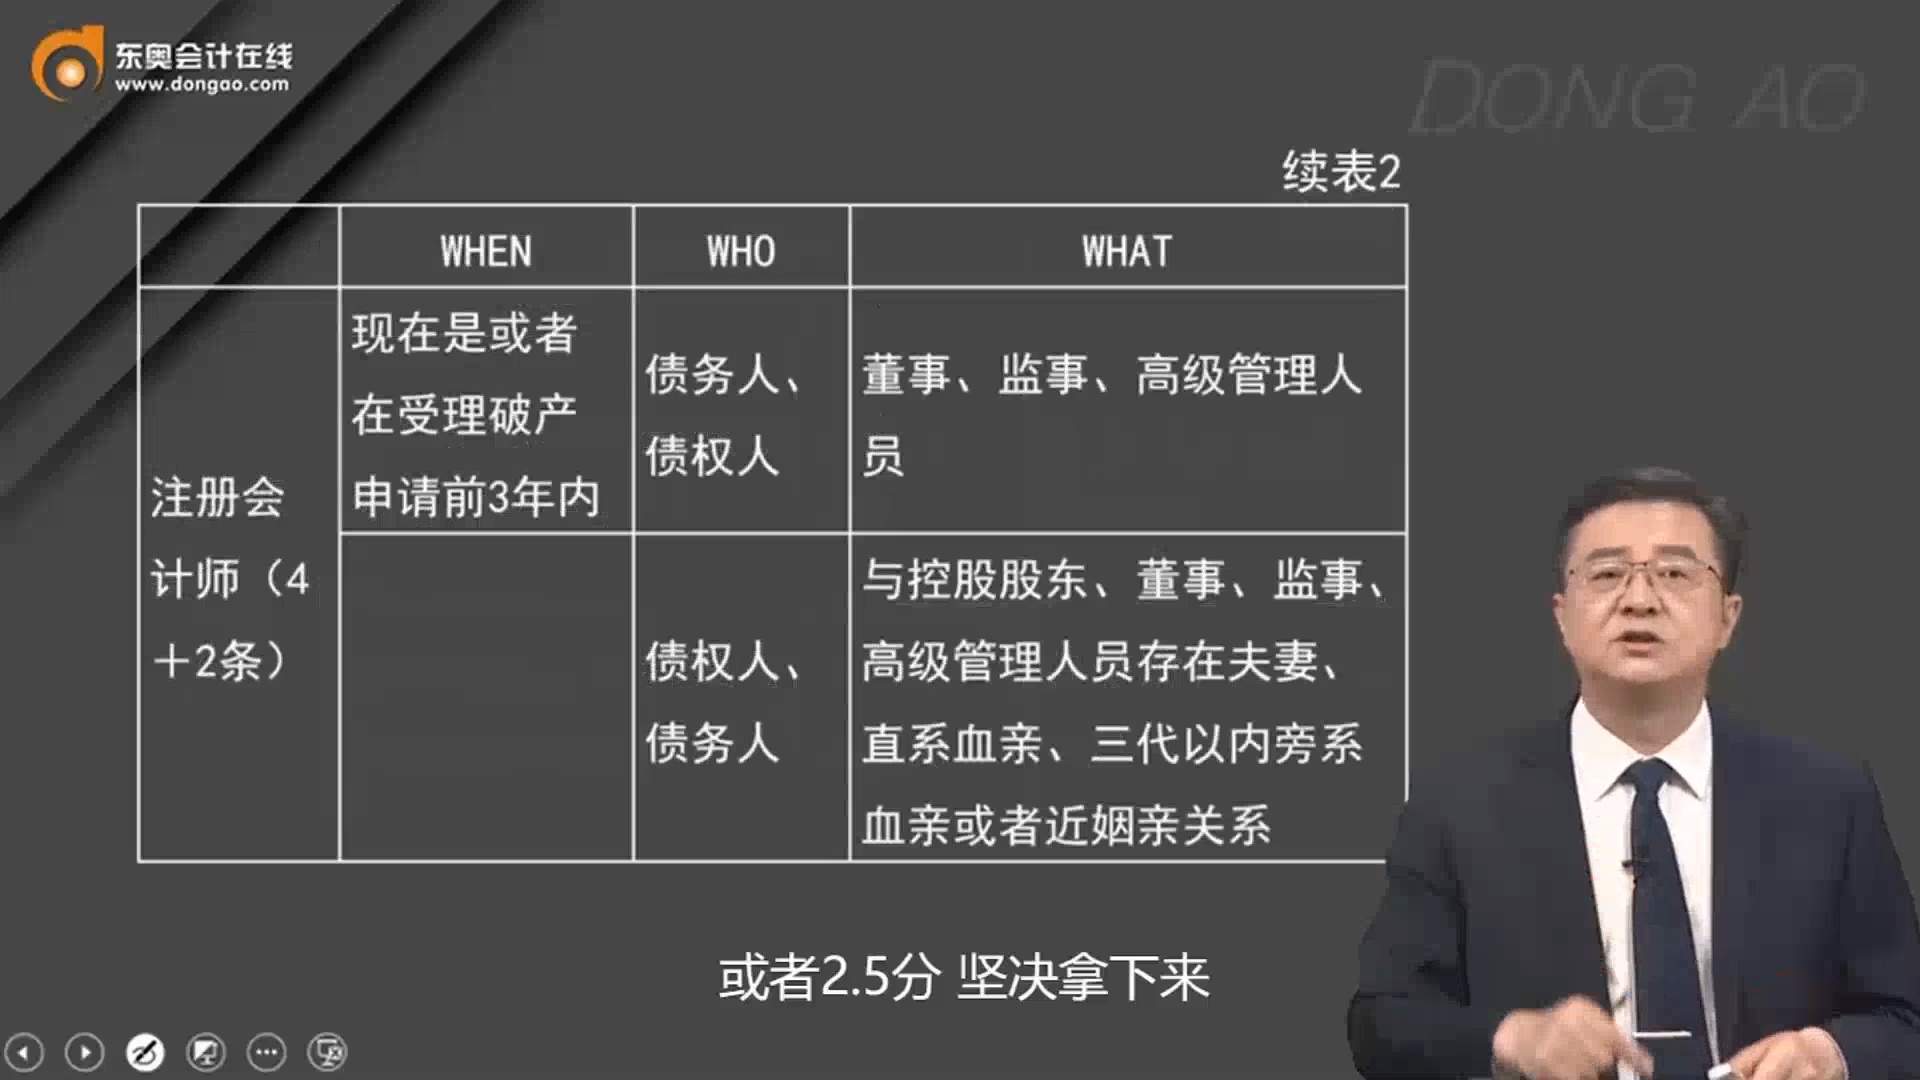 东奥会计在线
www.dongao.com
DONG AO
续表2
WHEN
WHO
WHAT
注册会
计师（4
＋2条）
现在是或者
在受理破产
申请前3年内
债务人、
债权人
董事、监事、高级管理人
员
债权人、
债务人
与控股股东、董事、监事、
高级管理人员存在夫妻、
直系血亲、三代以内旁系
血亲或者近姻亲关系
或者2.5分 坚决拿下来